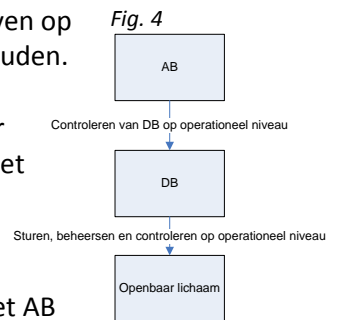 ven op
uden.
r
et
et AB
Fig. 4
AB
Controleren van DB op operationeel niveau
DB
Sturen, beheersen en controleren op operationeel niveau
Openbaar lichaam